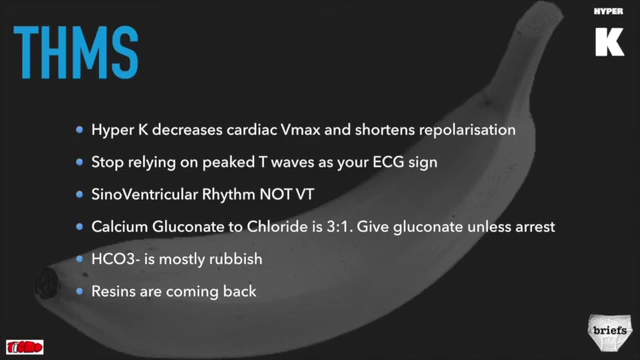 HYPER
K
THMS
Hyper K decreases cardiac Vmax and shortens repolarisation
Stop relying on peaked T waves as your ECG sign
SinoVentricular Rhythm NOT VT
Calcium Gluconate to Chloride is 3:1. Give gluconate unless arrest
HCO3- is mostly rubbish
Resins are coming back
briefs